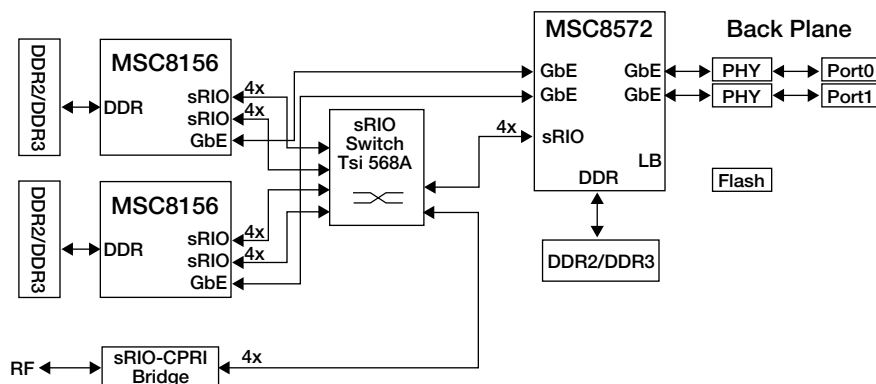 MSC8156
DDR2/DDR3
DDR
sRIO
4x
sRIO
4x
GbE
MSC8156
DDR2/DDR3
DDR
sRIO
4x
sRIO
4x
GbE
sRIO
Switch
Tsi 568A
MSC8572
GbE
GbE
GbE
GbE
4x
sRIO
LB
DDR
DDR2/DDR3
Back Plane
PHY
Port0
PHY
Port1
Flash
RF
sRIO-CPRI
Bridge
4x